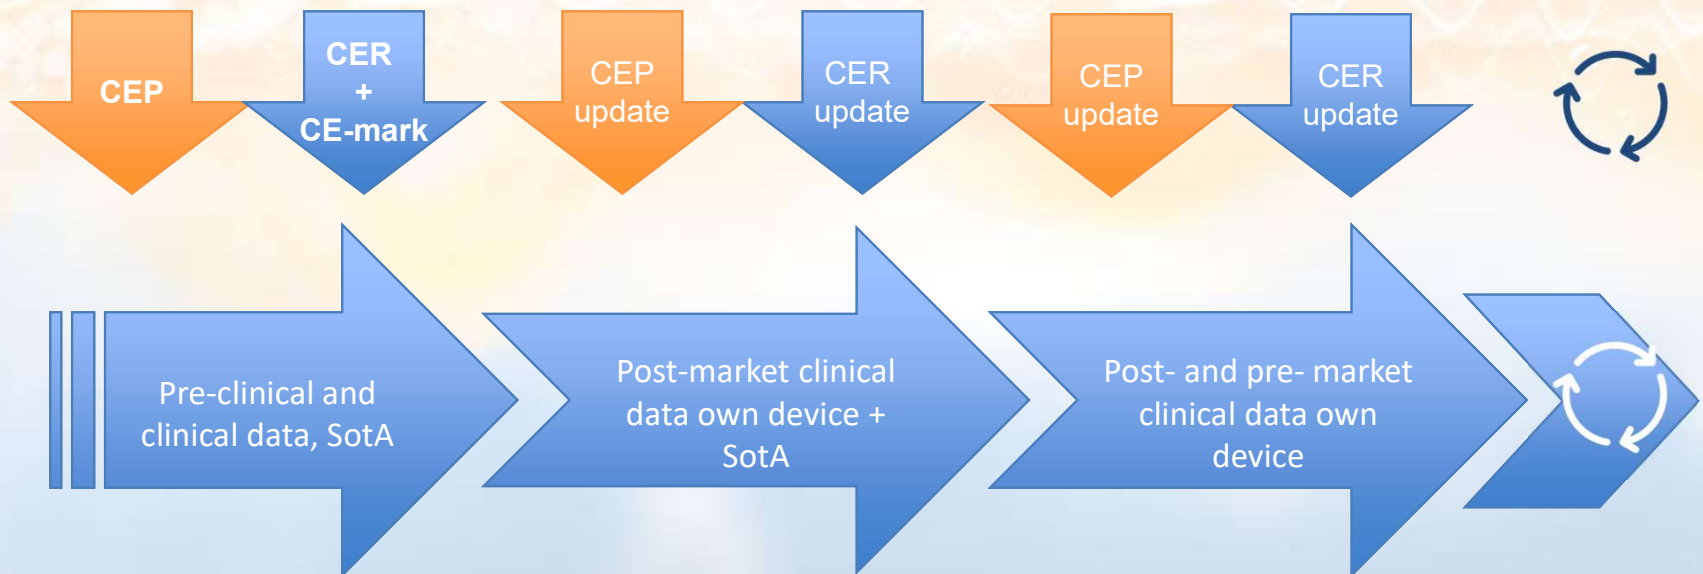 CEP
CER
+
CE-mark
CEP
update
CER
update
CEP
update
CER
update
Pre-clinical and
clinical data, SotA
Post-market clinical
data own device +
SotA
Post- and pre- market
clinical data own
device